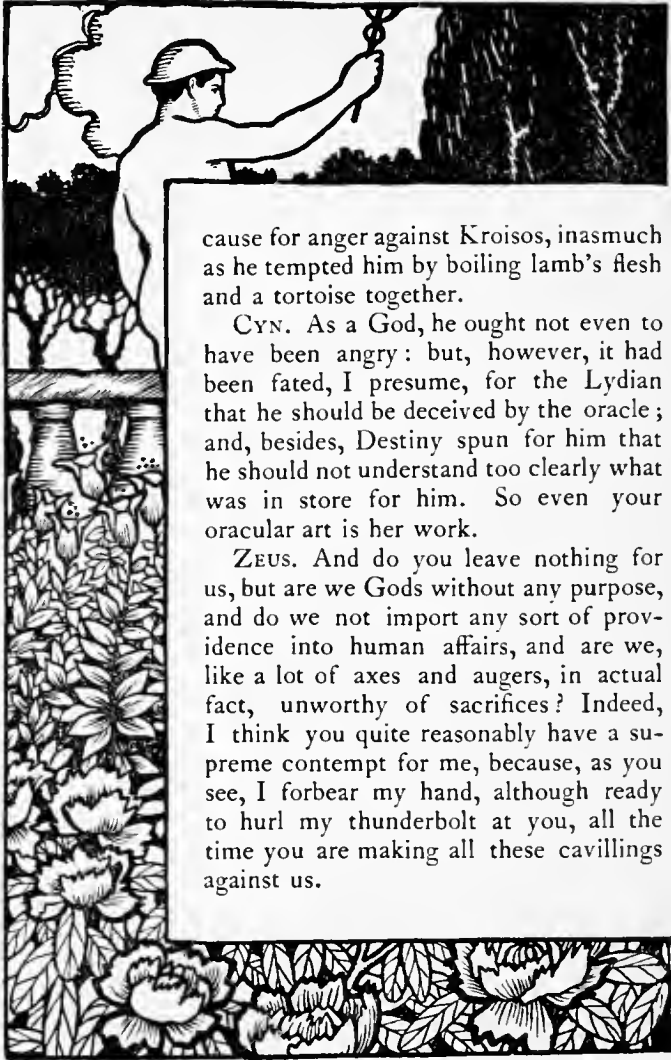 cause for anger against Kroisos, inasmuch
as he tempted him by boiling lamb's flesh
and a tortoise together.
CYN. As a God, he ought not even to
have been angry : but, however, it had
been fated, I presume, for the Lydian
that he should be deceived by the oracle ;
and, besides, Destiny spun for him that
he should not understand too clearly what
was in store for him. So even your
oracular art is her work.
ZEUS. And do you leave nothing for
us, but are we Gods without any purpose,
and do we not import any sort of prov-
idence into human affairs, and are we,
like a lot of axes and augers, in actual
fact, unworthy of sacrifices ? Indeed,
I think you quite reasonably have a su-
preme contempt for me, because, as you
see, I forbear my hand, although ready
to hurl my thunderbolt at you, all the
time you are making all these cavillings
against us.